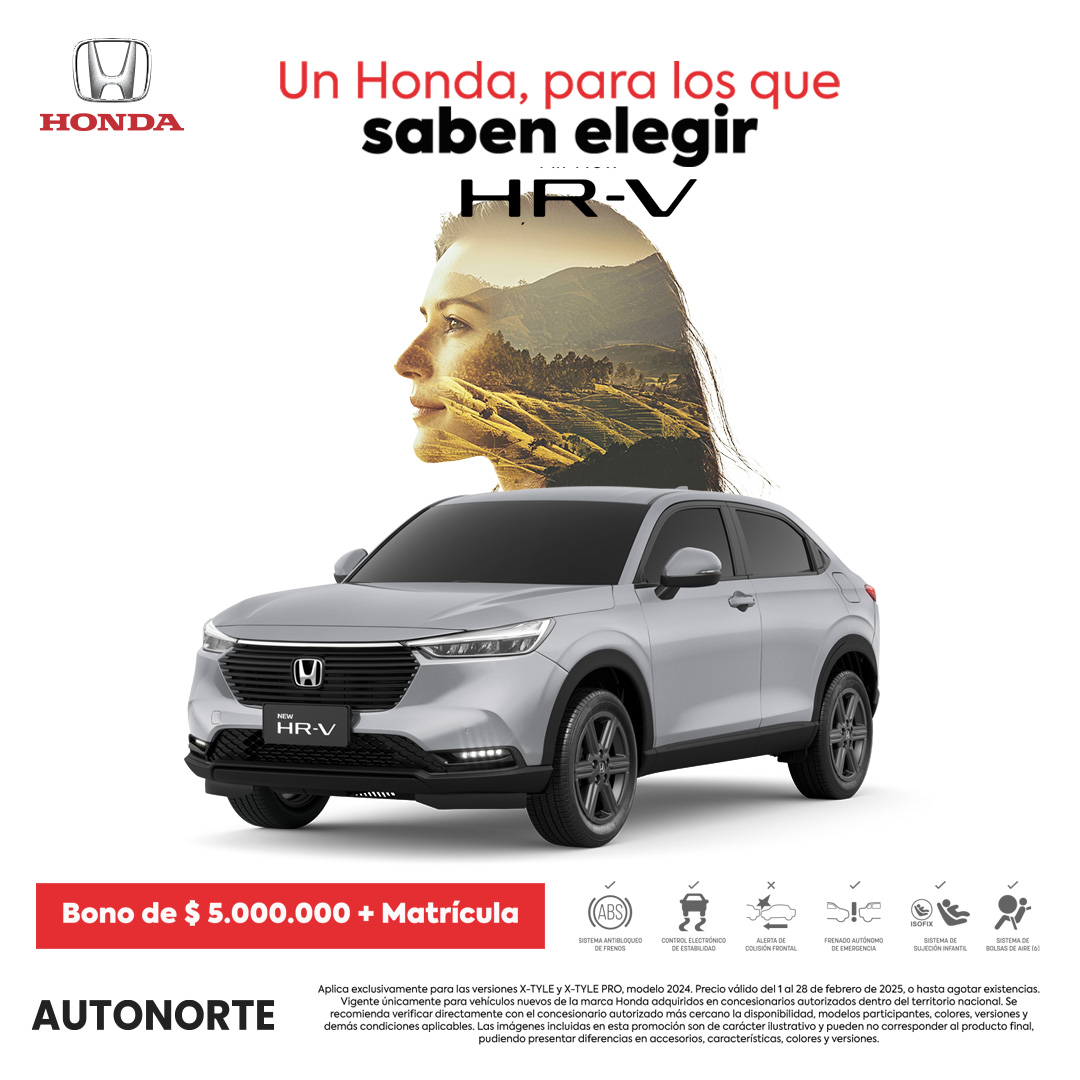 HONDA
Un Honda, para los que
saben elegir
HR-V
NEW
HR-V
Bono de $ 5.000.000 + Matrícula
ABS
SISTEMA ANTIBLOQUEO
DE FRENOS
CONTROL ELECTRÓNICO
DE ESTABILIDAD
ALERTA DE
COLISIÓN FRONTAL
FRENADO AUTÓNOMO
DE EMERGENCIA
ISOFIX
SISTEMA DE
SUJECIÓN INFANTIL
SISTEMA DE
BOLSAS DE AIRE (6)
AUTONORTE
Aplica exclusivamente para las versiones X-TYLE y X-TYLE PRO, modelo 2024. Precio válido del 1 al 28 de febrero de 2025, o hasta agotar existencias.
Vigente únicamente para vehículos nuevos de la marca Honda adquiridos en concesionarios autorizados dentro del territorio nacional. Se
recomienda verificar directamente con el concesionario autorizado más cercano la disponibilidad, modelos participantes, colores, versiones y
demás condiciones aplicables. Las imágenes incluidas en esta promoción son de carácter ilustrativo y pueden no corresponder al producto final,
pudiendo presentar diferencias en accesorios, características, colores y versiones.